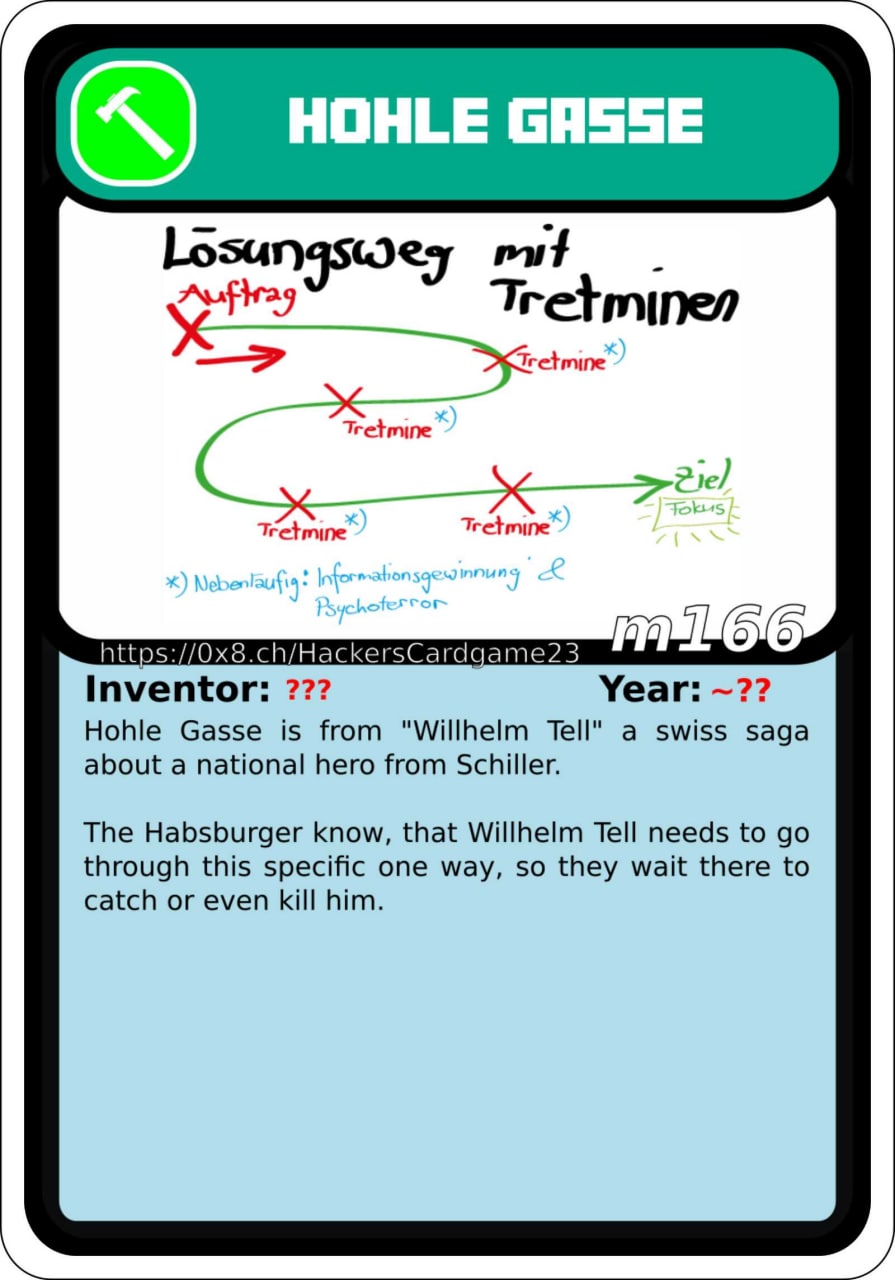 HOHLE GASSE
Lösungsweg mit
Tretminen
Auftrag
Tretmine *)
Tretmine *)
Ziel
Fokus
Tretmine *)
Tretmine *)
*) Nebenläufig: Informationsgewinnung &
Psychoterror
m166
https://0x8.ch/HackersCardgame23
Inventor: ??? Year: ~??
Hohle Gasse is from "Willhelm Tell" a swiss saga
about a national hero from Schiller.
The Habsburger know, that Willhelm Tell needs to go
through this specific one way, so they wait there to
catch or even kill him.